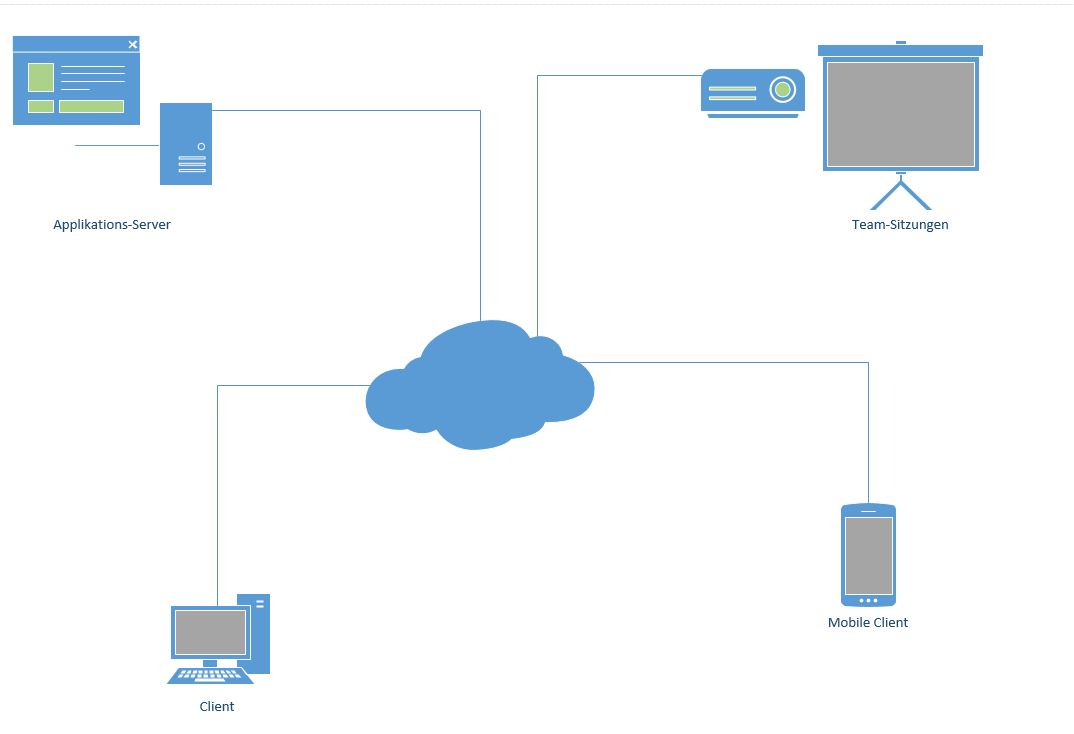 Applikations-Server
Team-Sitzungen
Mobile Client
Client